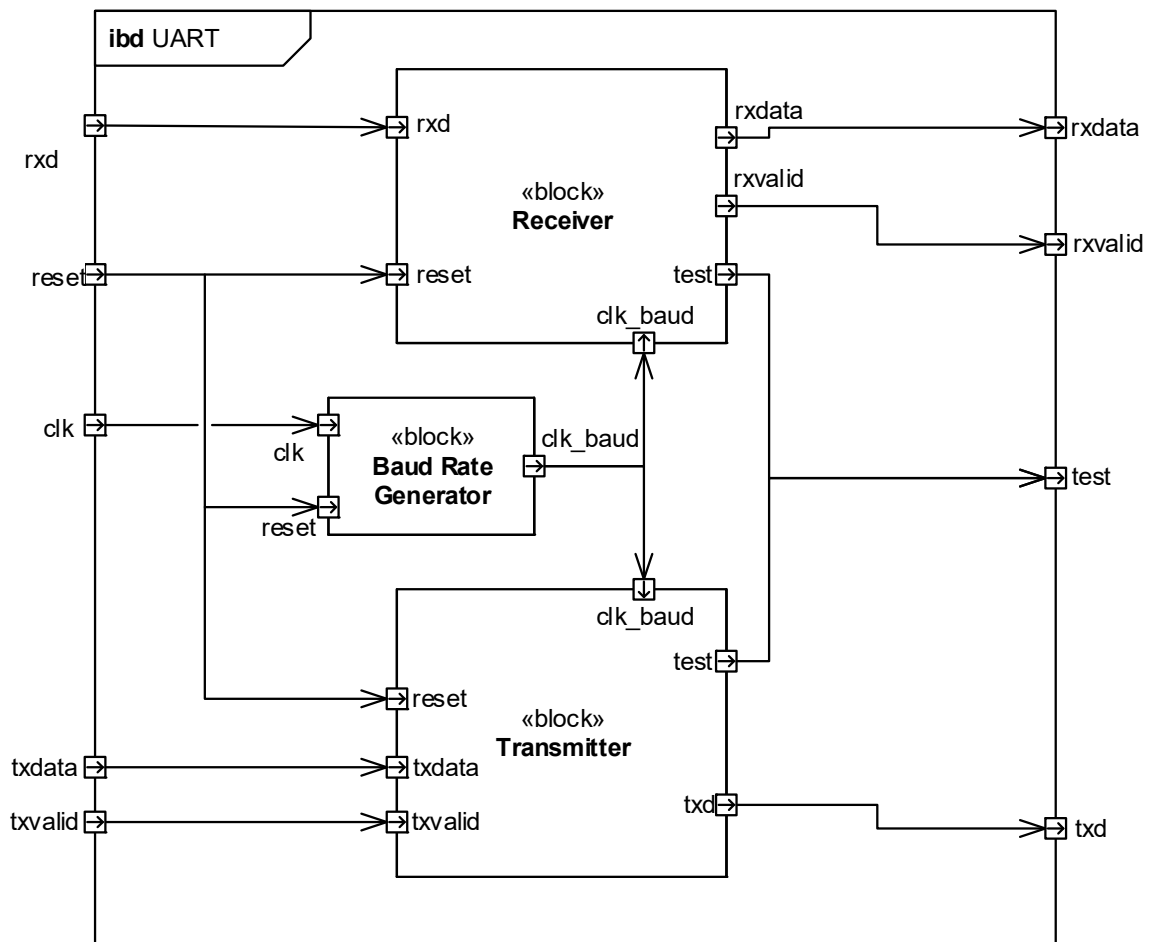 ibd UART
rxd
rxd
rxdata
rxdata
«block»
Receiver
rxvalid
rxvalid
reset
reset
test
clk_baud
clk
clk
«block»
Baud Rate
Generator
clk_baud
reset
test
clk_baud
test
reset
«block»
Transmitter
txdata
txdata
txvalid
txvalid
txd
txd